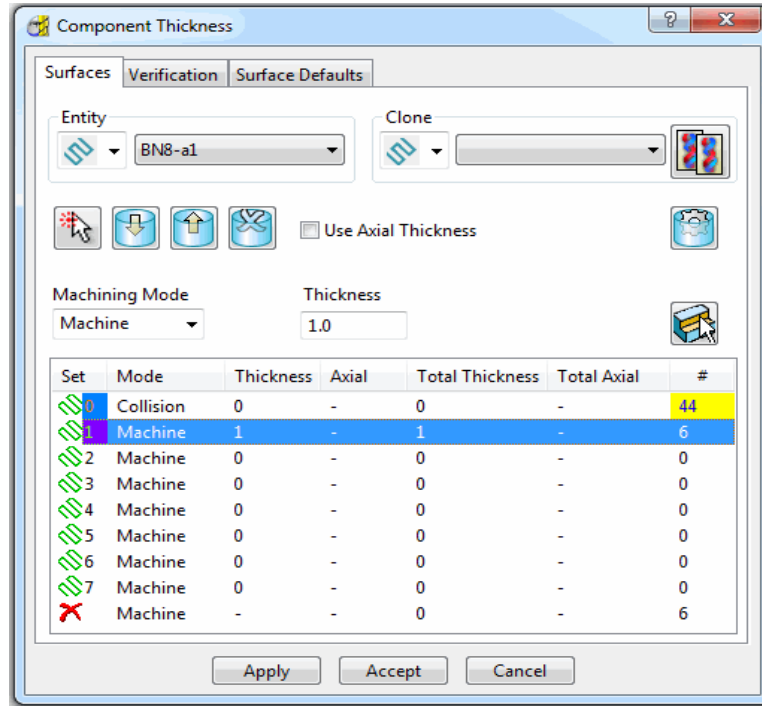 Component Thickness
Surfaces Verification Surface Defaults
Entity Clone
BN8-a1
Use Axial Thickness
Machining Mode Thickness
Machine 1.0
Set Mode Thickness Axial Total Thickness Total Axial #
0 Collision 0 - 0 - 44
1 Machine 1 - 1 - 6
2 Machine 0 - 0 - 0
3 Machine 0 - 0 - 0
4 Machine 0 - 0 - 0
5 Machine 0 - 0 - 0
6 Machine 0 - 0 - 0
7 Machine 0 - 0 - 0
Machine - - 0 - 6
Apply Accept Cancel